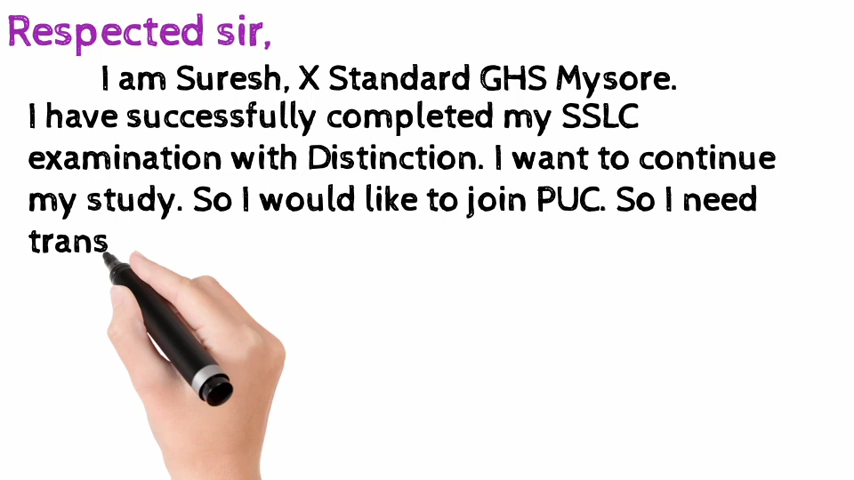 Respected sir,
I am Suresh, X Standard GHS Mysore.
I have successfully completed my SSLC
examination with Distinction. I want to continue
my study. So I would like to join PUC. So I need
trans